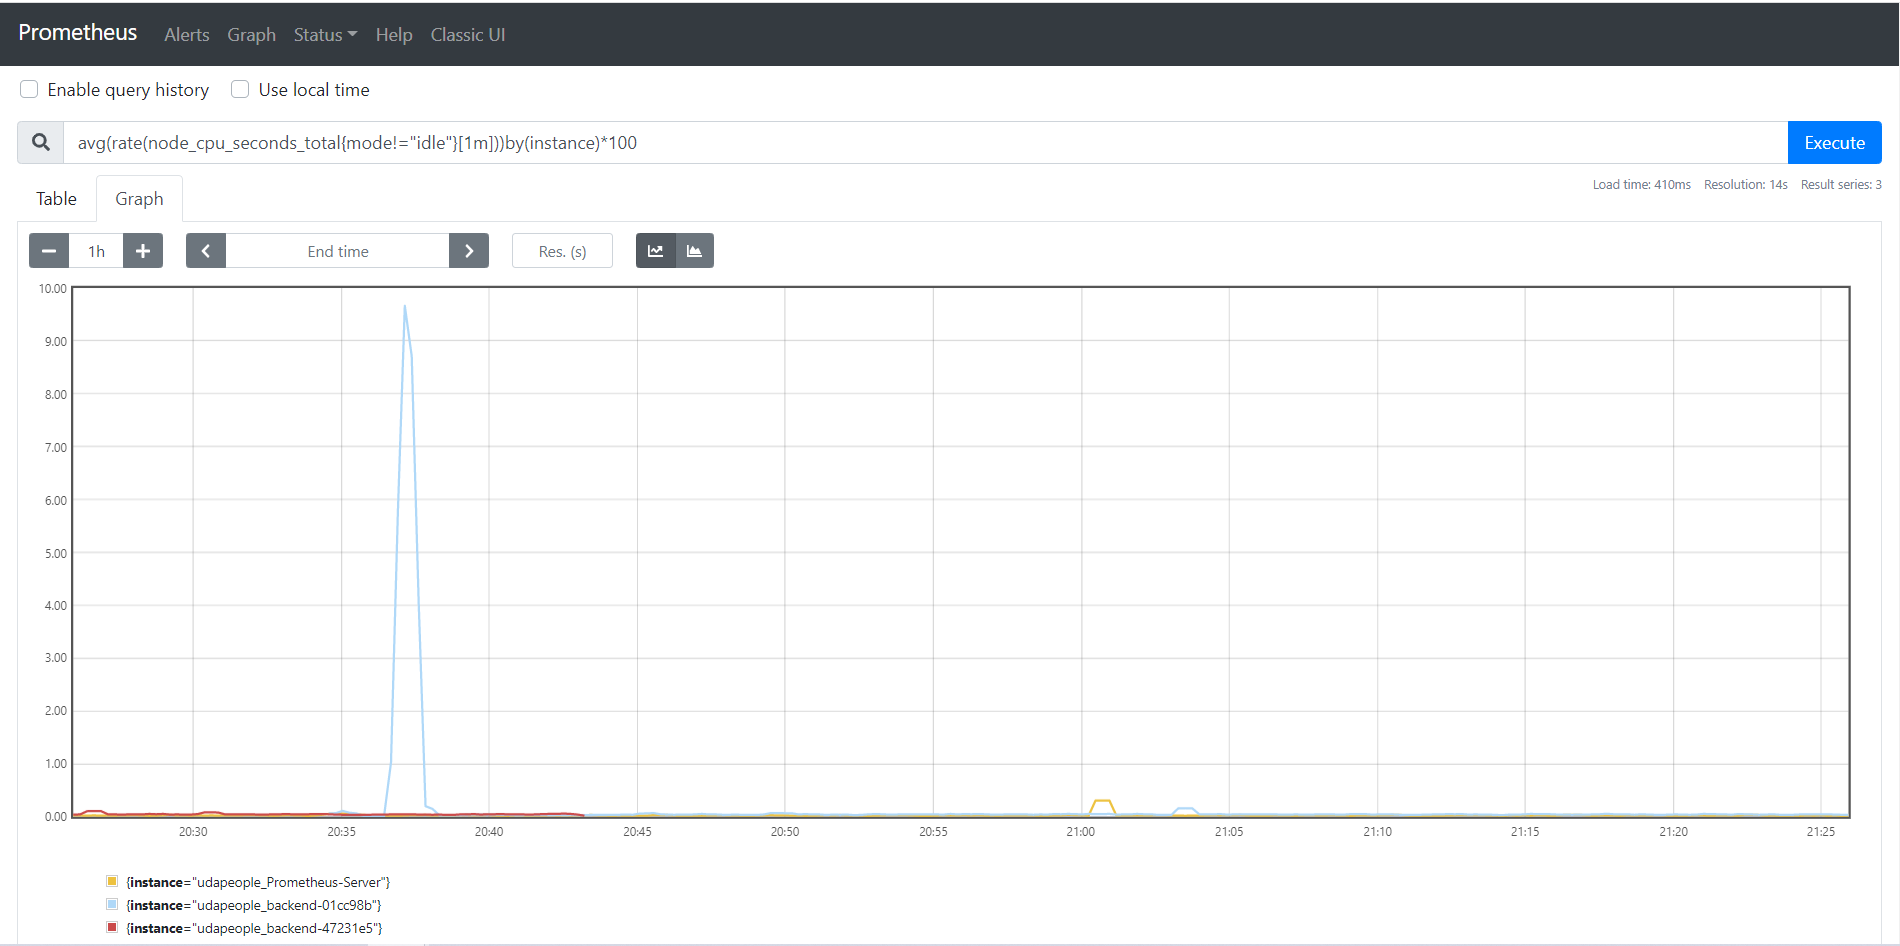 Prometheus Alerts Graph Status Help Classic UI
Enable query history Use local time
avg(rate(node_cpu_seconds_total{mode!="idle"}[1m]))by(instance)*100 Execute
Load time: 410ms Resolution: 14s Result series: 3
Table Graph
1h End time Res. (s)
10.00
9.00
8.00
7.00
6.00
5.00
4.00
3.00
2.00
1.00
0.00
20:30 20:35 20:40 20:45 20:50 20:55 21:00 21:05 21:10 21:15 21:20 21:25
{instance="udapeople_Prometheus-Server"}
{instance="udapeople_backend-01cc98b"}
{instance="udapeople_backend-47231e5"}